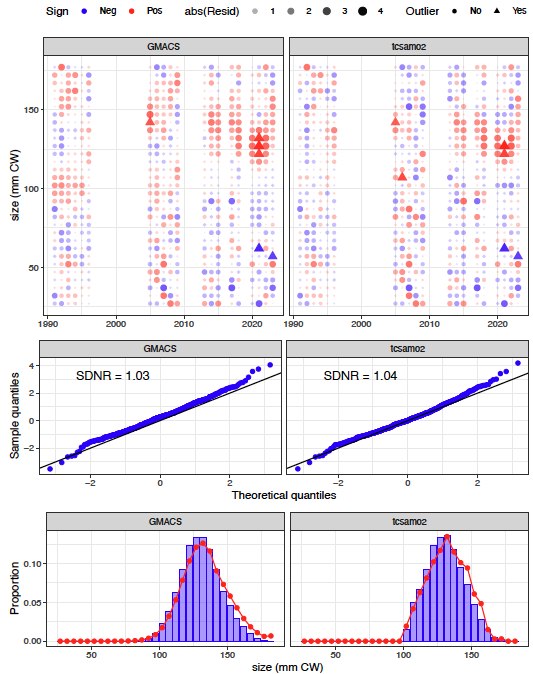 Sign Neg Pos abs(Resid) 1 2 3 4 Outlier No Yes
GMACS tcsam02
size (mm CW)
150
100
50
1990 2000 2010 2020 1990 2000 2010 2020
GMACS tcsam02
Sample quantiles
SDNR = 1.03 SDNR = 1.04
4
2
0
−2
−2 0 2 −2 0 2
Theoretical quantiles
GMACS tcsam02
Proportion
0.10
0.05
0.00
50 100 150 50 100 150
size (mm CW)